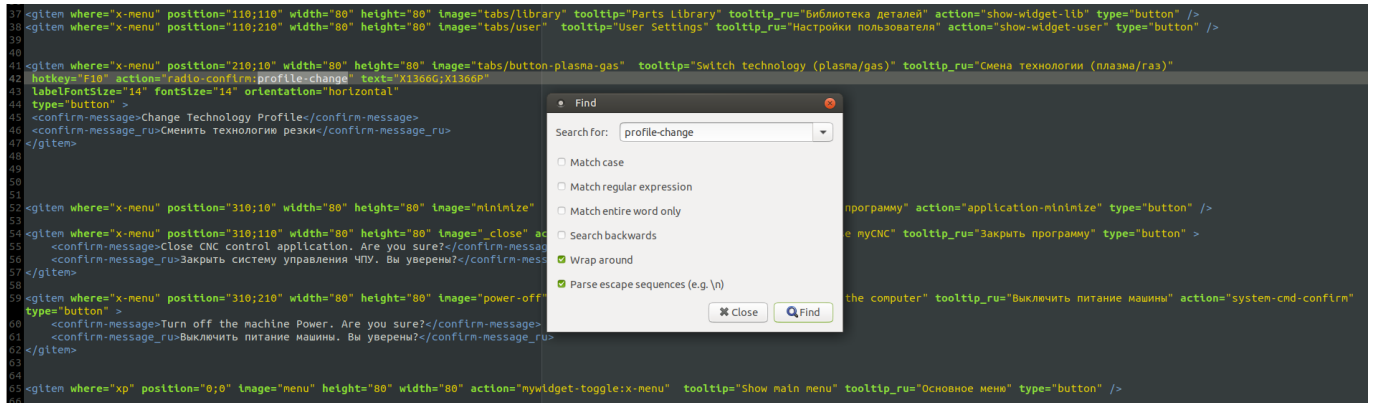 37 <gitem where="x-menu" position="110;110" width="80" height="80" image="tabs/library" tooltip="Parts Library" tooltip_ru="Библиотека деталей" action="show-widget-lib" type="button" />
38 <gitem where="x-menu" position="110;210" width="80" height="80" image="tabs/user"  tooltip="User Settings" tooltip_ru="Настройки пользователя" action="show-widget-user" type="button" />
39
40
41 <gitem where="x-menu" position="210;10" width="80" height="80" image="tabs/button-plasma-gas"  tooltip="Switch technology (plasma/gas)" tooltip_ru="Смена технологии (плазма/газ)"
42  hotkey="F10" action="radio-confirm:profile-change" text="X1366G;X1366P"
43  labelFontSize="14" fontSize="14" orientation="horizontal"
44  type="button" >
45  <confirm-message>Change Technology Profile</confirm-message>
46  <confirm-message_ru>Сменить технологию резки</confirm-message_ru>
47 </gitem>
48
49
50
51
52 <gitem where="x-menu" position="310;10" width="80" height="80" image="minimize" программу" action="application-minimize" type="button" />
53
54 <gitem where="x-menu" position="310;110" width="80" height="80" image="_close" ac e myCNC" tooltip_ru="Закрыть программу" type="button" >
55     <confirm-message>Close CNC control application. Are you sure?</confirm-messag
56     <confirm-message_ru>Закрыть систему управления ЧПУ. Вы уверены?</confirm-mess
57 </gitem>
58
59 <gitem where="x-menu" position="310;210" width="80" height="80" image="power-off" the computer" tooltip_ru="Выключить питание машины" action="system-cmd-confirm"
type="button" >
60     <confirm-message>Turn off the machine Power. Are you sure?</confirm-message>
61     <confirm-message_ru>Выключить питание машины. Вы уверены?</confirm-message_ru>
62 </gitem>
63
64
65 <gitem where="xp" position="0;0" image="menu" height="80" width="80" action="mywidget-toggle:x-menu"  tooltip="Show main menu" tooltip_ru="Основное меню" type="button" />
66
Find
Search for: profile-change
Match case
Match regular expression
Match entire word only
Search backwards
Wrap around
Parse escape sequences (e.g. \n)
Close
Find